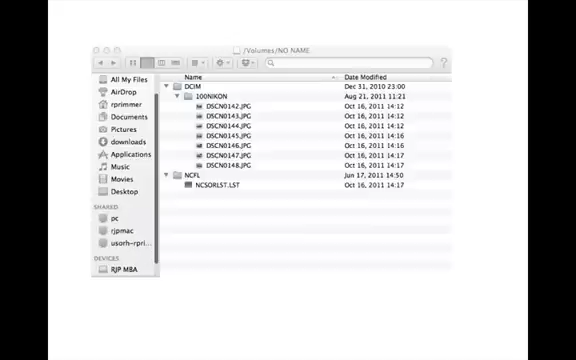 /Volumes/NO NAME
Name Date Modified
All My Files
AirDrop
rprimmer
Documents
Pictures
downloads
Applications
Music
Movies
Desktop
SHARED
pc
rjpmac
usorh-rpri...
DEVICES
RJP MBA
DCIM Dec 31, 2010 23:00
100NIKON Aug 21, 2011 11:21
DSCN0142.JPG Oct 16, 2011 14:12
DSCN0143.JPG Oct 16, 2011 14:12
DSCN0144.JPG Oct 16, 2011 14:12
DSCN0145.JPG Oct 16, 2011 14:16
DSCN0146.JPG Oct 16, 2011 14:16
DSCN0147.JPG Oct 16, 2011 14:17
DSCN0148.JPG Oct 16, 2011 14:17
NCFL Jun 17, 2011 14:50
NCSORLST.LST Oct 16, 2011 14:17